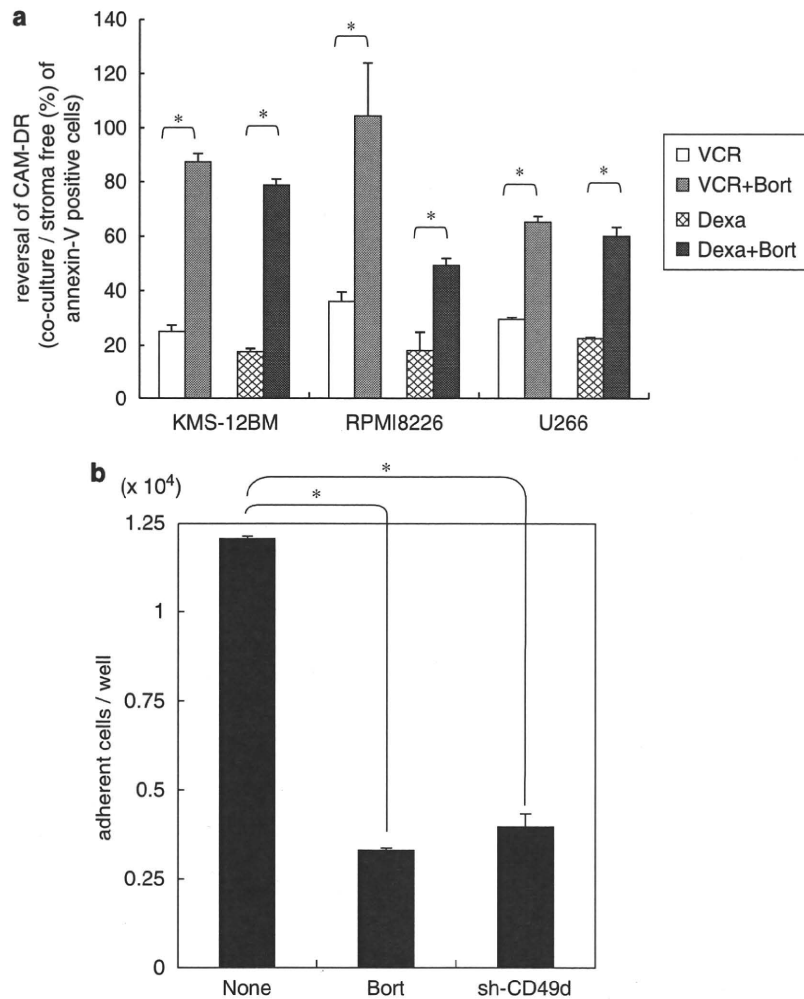 a
reversal of CAM-DR
(co-culture / stroma free (%) of
annexin-V positive cells)
140
120
100
80
60
40
20
0
*
*
*
*
*
*
KMS-12BM
RPMI8226
U266
VCR
VCR+Bort
Dexa
Dexa+Bort
b
(x 10⁴)
adherent cells / well
1.25
1
0.75
0.5
0.25
0
*
*
None
Bort
sh-CD49d